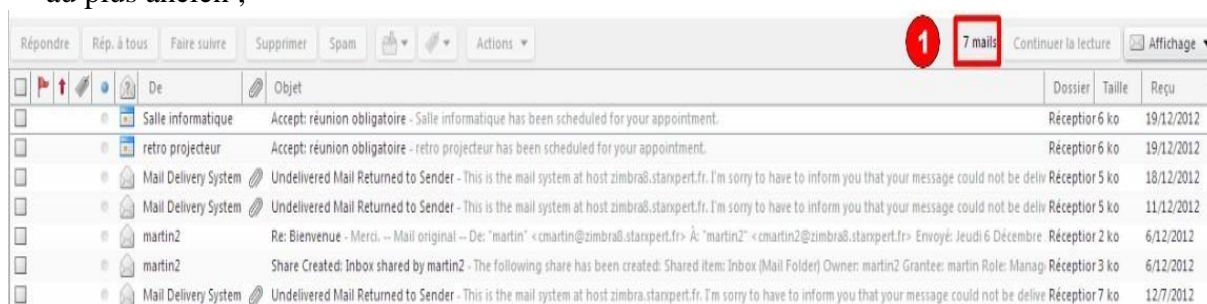 au plus ancien ;
Répondre Rép. à tous Faire suivre Supprimer Spam Actions 1 7 mails Continuer la lecture Affichage
De Objet Dossier Taille Reçu
Salle informatique Accept: réunion obligatoire - Salle informatique has been scheduled for your appointment. Réception 6 ko 19/12/2012
retro projecteur Accept: réunion obligatoire - retro projecteur has been scheduled for your appointment. Réception 6 ko 19/12/2012
Mail Delivery System Undelivered Mail Returned to Sender - This is the mail system at host zimbra8.starxpert.fr. I'm sorry to have to inform you that your message could not be deliv Réception 5 ko 18/12/2012
Mail Delivery System Undelivered Mail Returned to Sender - This is the mail system at host zimbra8.starxpert.fr. I'm sorry to have to inform you that your message could not be deliv Réception 5 ko 11/12/2012
martin2 Re: Bienvenue - Merci. -- Mail original -- De: "martin" <cmartin@zimbra8.starxpert.fr> À: "martin2" <cmartin2@zimbra8.starxpert.fr> Envoyé: Jeudi 6 Décembre Réception 2 ko 6/12/2012
martin2 Share Created: Inbox shared by martin2 - The following share has been created: Shared item: Inbox (Mail Folder) Owner: martin2 Grantee: martin Role: Manag Réception 3 ko 6/12/2012
Mail Delivery System Undelivered Mail Returned to Sender - This is the mail system at host zimbra.starxpert.fr. I'm sorry to have to inform you that your message could not be delive Réception 7 ko 12/7/2012